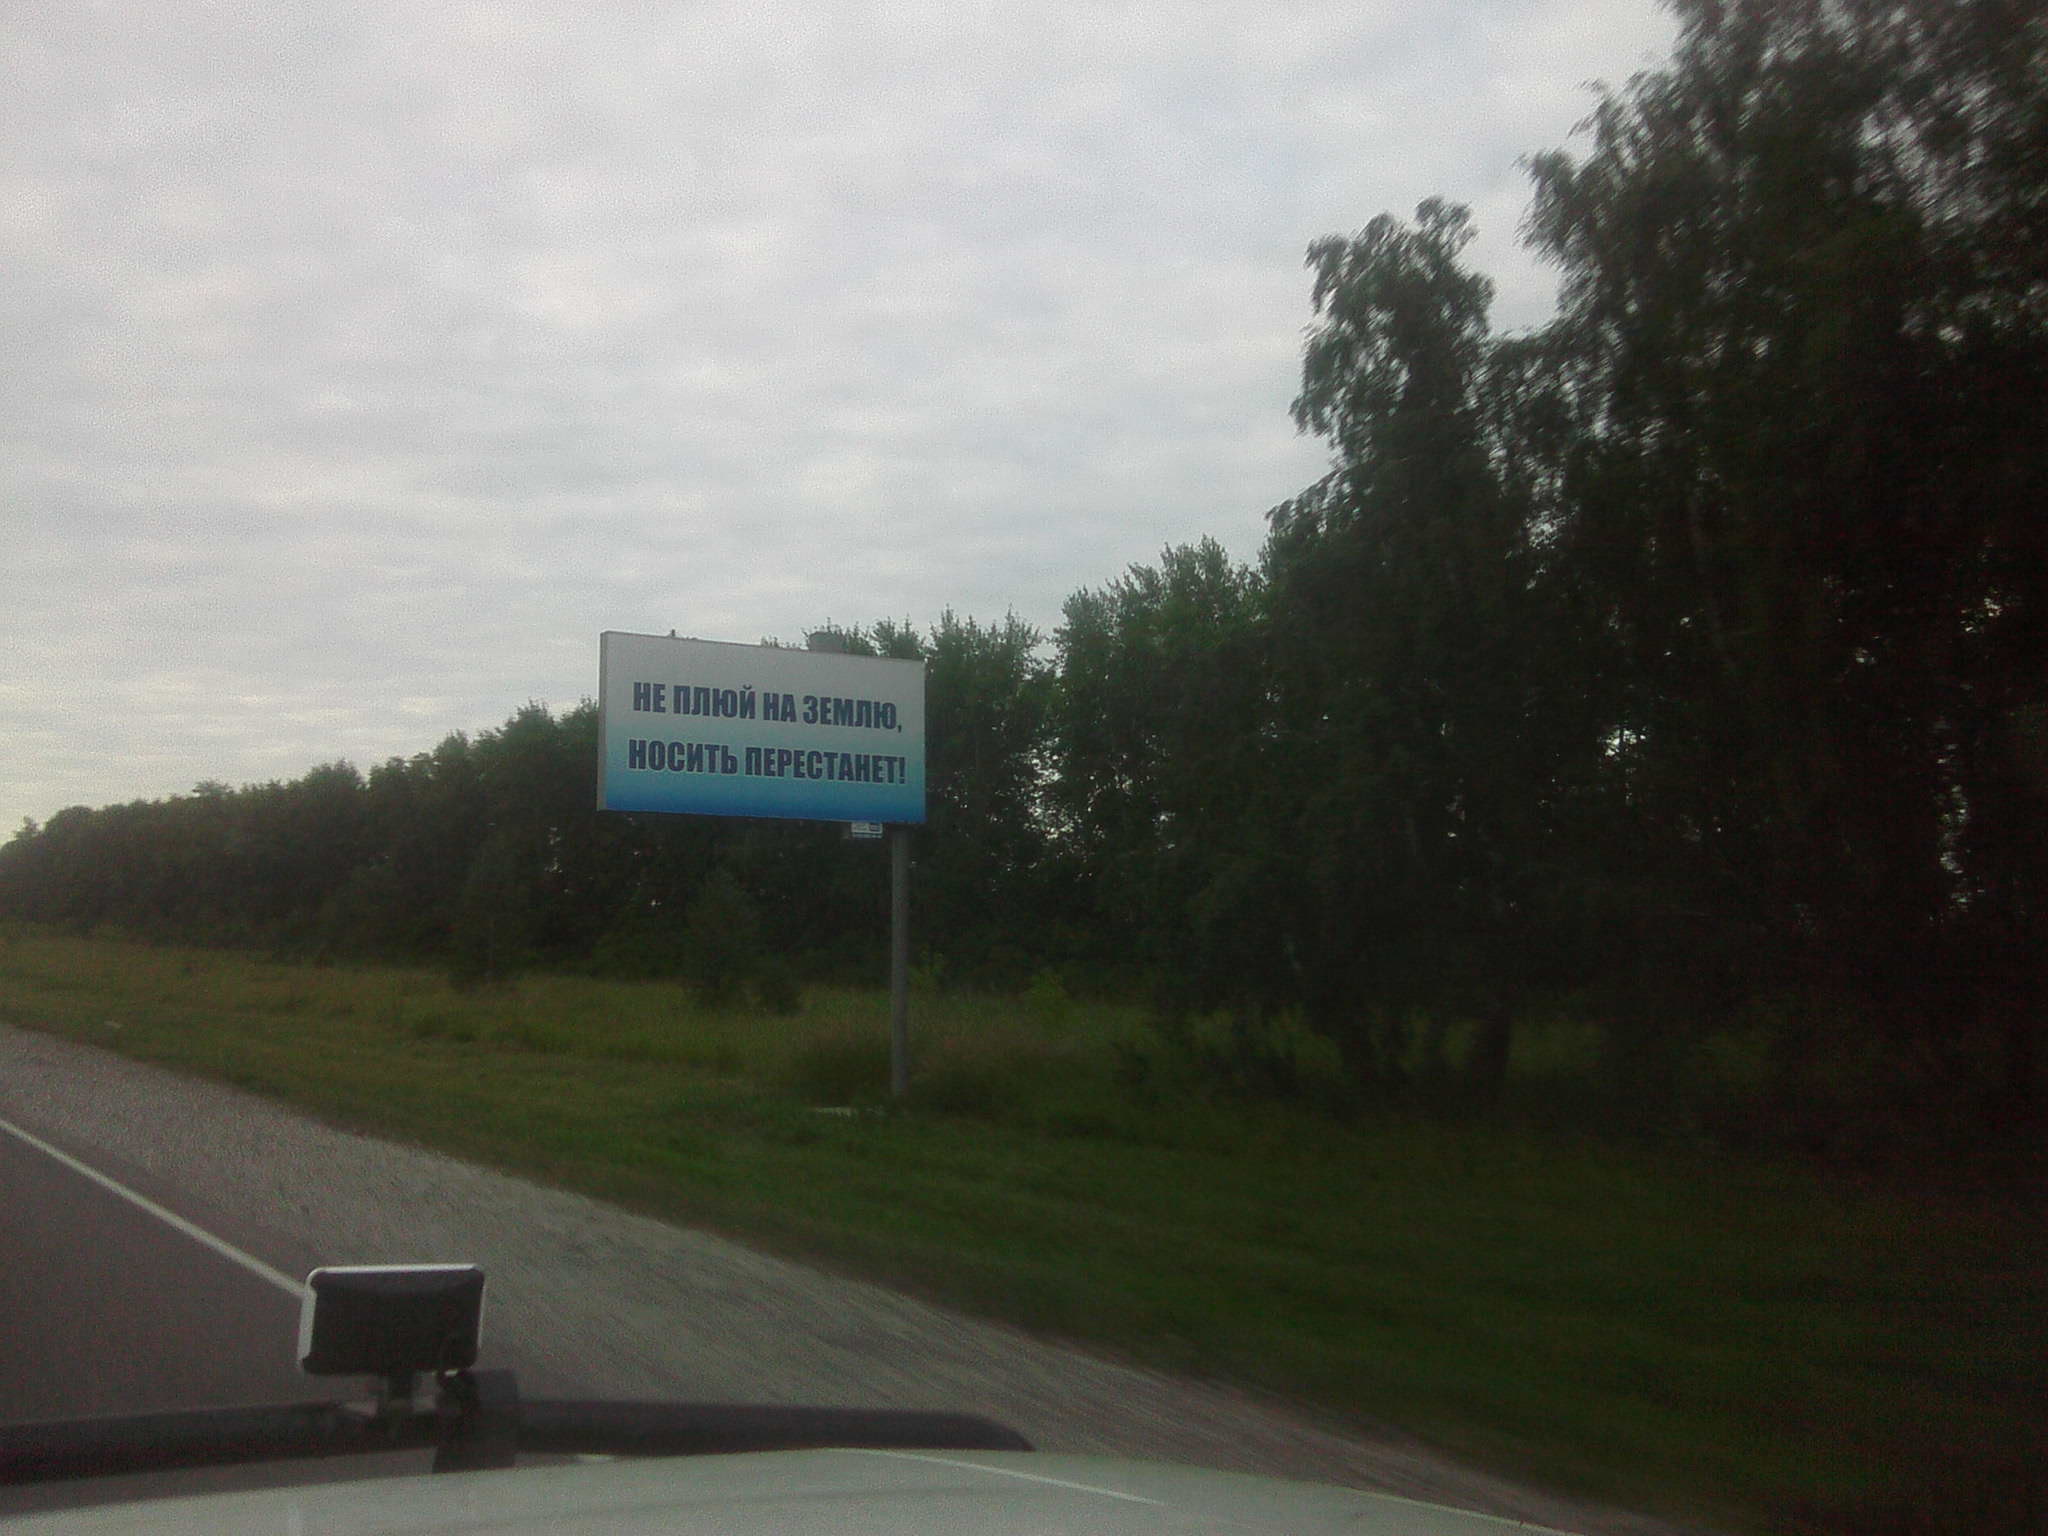 НЕ ПЛЮЙ НА ЗЕМЛЮ,
НОСИТЬ ПЕРЕСТАНЕТ!